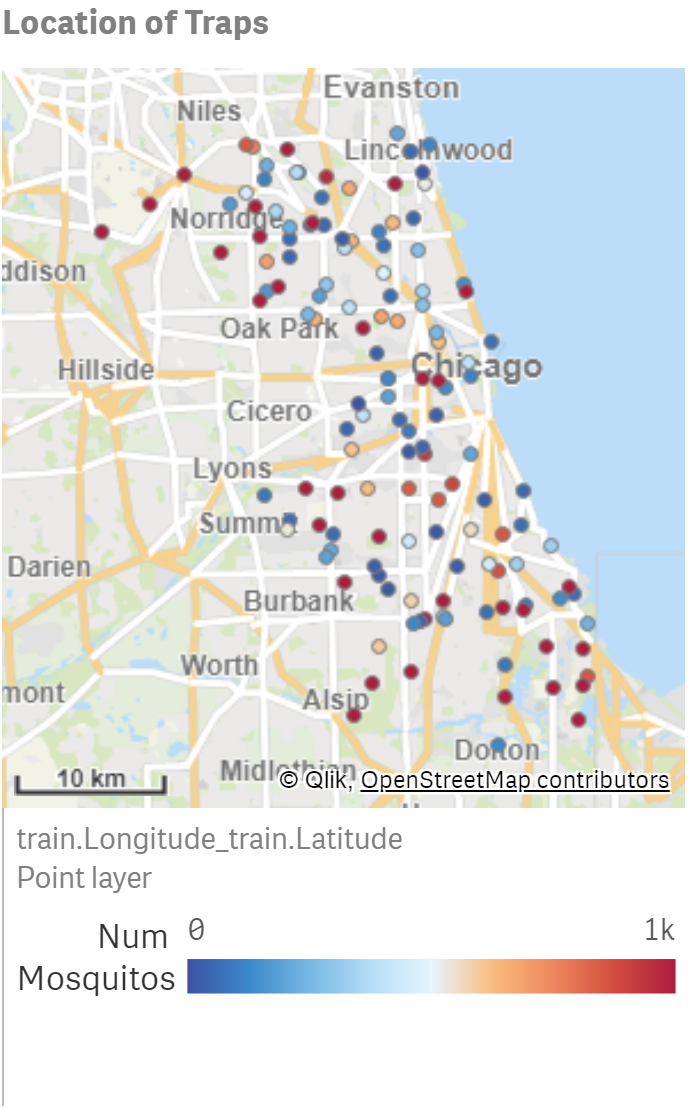 Location of Traps
Evanston
Niles
Lincolnwood
Norridge
ddison
Oak Park
Hillside
Chicago
Cicero
Lyons
Summit
Darien
Burbank
Worth
mont
Alsip
Dolton
Midlothian
10 km
© Qlik, OpenStreetMap contributors
train.Longitude_train.Latitude
Point layer
Num 0 1k
Mosquitos